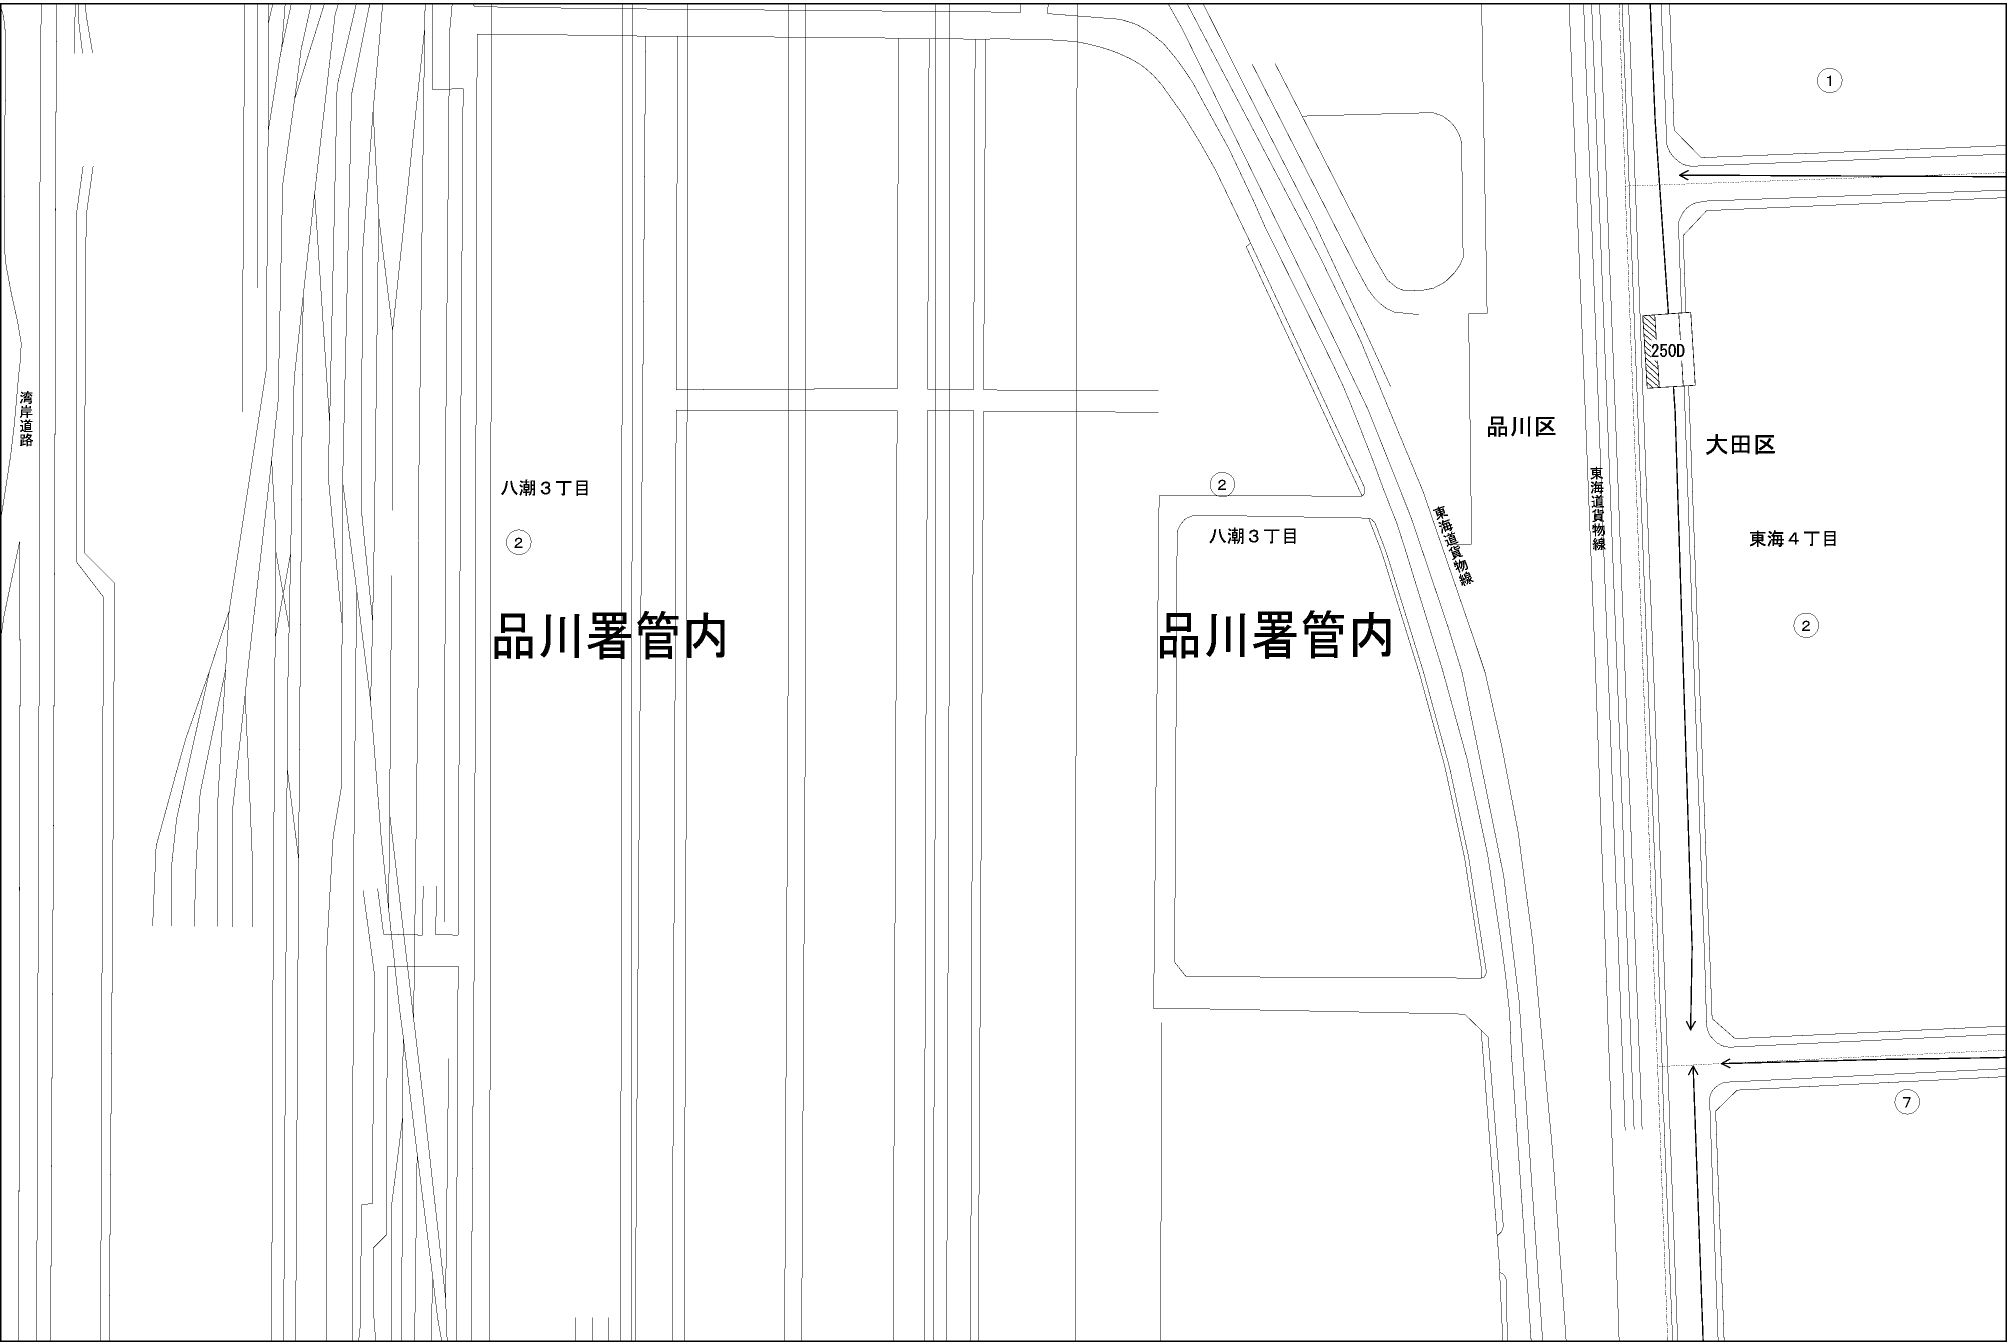 ①
250D
湾岸道路
品川区
大田区
八潮３丁目
②
②
八潮３丁目
東海道貨物線
東海道貨物線
東海４丁目
②
品川署管内
品川署管内
⑦